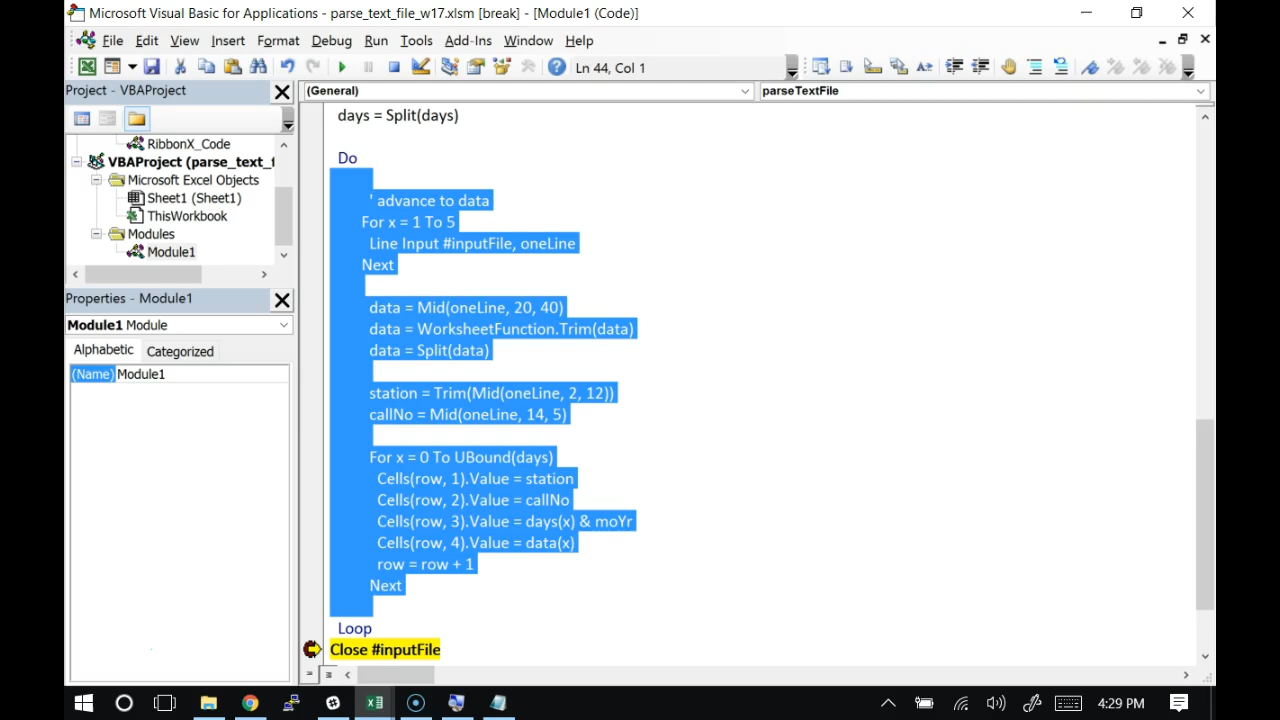 Microsoft Visual Basic for Applications - parse_text_file_w17.xlsm [break] - [Module1 (Code)]
File Edit View Insert Format Debug Run Tools Add-Ins Window Help
Ln 44, Col 1
Project - VBAProject
(General)
parseTextFile
RibbonX_Code
VBAProject (parse_text_f
Microsoft Excel Objects
Sheet1 (Sheet1)
ThisWorkbook
Modules
Module1
Properties - Module1
Module1 Module
Alphabetic Categorized
(Name) Module1
days = Split(days)
Do
' advance to data
For x = 1 To 5
Line Input #inputFile, oneLine
Next
data = Mid(oneLine, 20, 40)
data = WorksheetFunction.Trim(data)
data = Split(data)
station = Trim(Mid(oneLine, 2, 12))
callNo = Mid(oneLine, 14, 5)
For x = 0 To UBound(days)
Cells(row, 1).Value = station
Cells(row, 2).Value = callNo
Cells(row, 3).Value = days(x) & moYr
Cells(row, 4).Value = data(x)
row = row + 1
Next
Loop
Close #inputFile
4:29 PM